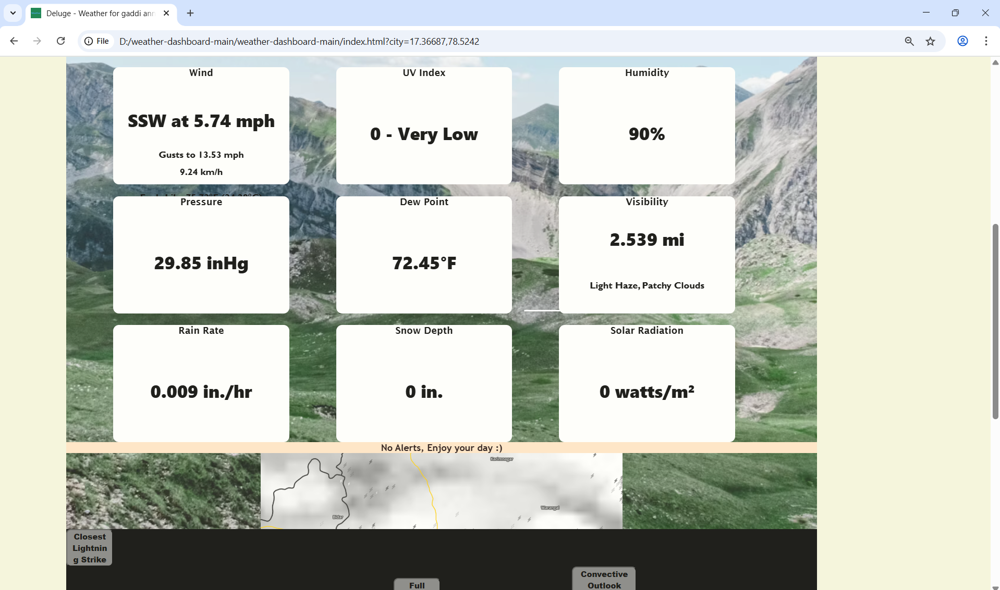 Deluge - Weather for gaddi ann
File
D:/weather-dashboard-main/weather-dashboard-main/index.html?city=17.36687,78.5242
Wind
UV Index
Humidity
SSW at 5.74 mph
0 - Very Low
90%
Gusts to 13.53 mph
9.24 km/h
Pressure
Dew Point
Visibility
29.85 inHg
72.45°F
2.539 mi
Light Haze, Patchy Clouds
Rain Rate
Snow Depth
Solar Radiation
0.009 in./hr
0 in.
0 watts/m²
No Alerts, Enjoy your day :)
Karimnagar
Warangal
Bidar
Closest
Lightnin
g Strike
Full
Convective
Outlook